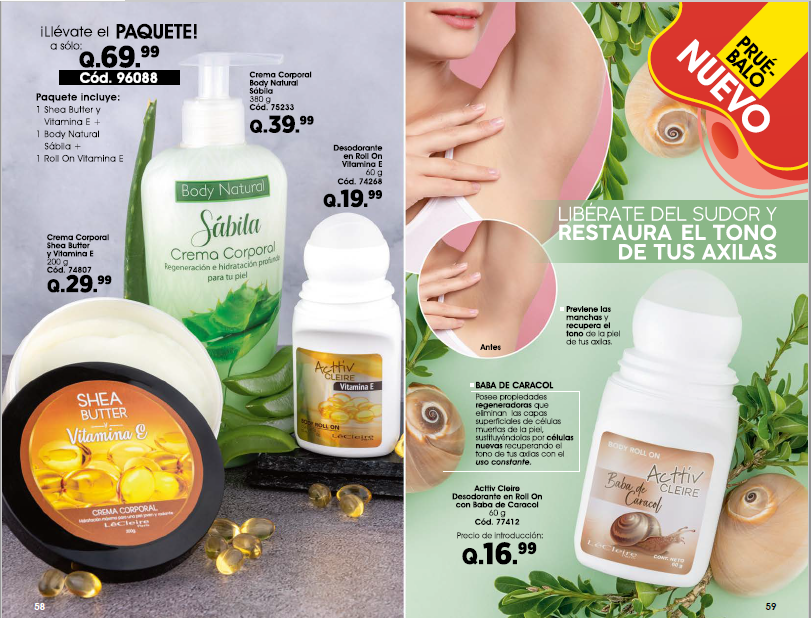 ¡Llévate el PAQUETE!
a sólo:
Q.69.99
Cód. 96088
Paquete incluye:
1 Shea Butter y
Vitamina E +
1 Body Natural
Sábila +
1 Roll On Vitamina E
Crema Corporal
Body Natural
Sábila
380 g
Cód. 75233
Q.39.99
Desodorante
en Roll On
Vitamina E
60 g
Cód. 74268
Q.19.99
Crema Corporal
Shea Butter
y Vitamina E
200 g
Cód. 74807
Q.29.99
Body Natural
Sábila
Crema Corporal
Regeneración e hidratación profunda
para tu piel
Acttiv
CLEIRE
Vitamina E
BODY ROLL ON
LëCleire
SHEA
BUTTER
y
Vitamina E
CREMA CORPORAL
LëCleire
58
PRUÉ-
BALO
NUEVO
LIBÉRATE DEL SUDOR Y
RESTAURA EL TONO
DE TUS AXILAS
Antes
Previene las
manchas y
recupera el
tono de la piel
de tus axilas.
BABA DE CARACOL
Posee propiedades
regeneradoras que
eliminan las capas
superficiales de células
muertas de la piel,
sustituyéndolas por células
nuevas recuperando el
tono de tus axilas con el
uso constante.
Acttiv Cleire
Desodorante en Roll On
con Baba de Caracol
60 g
Cód. 77412
Precio de introducción:
Q.16.99
BODY ROLL ON
Acttiv
CLEIRE
Baba de
Caracol
LëCleire
CONT. NETO
60 g
59